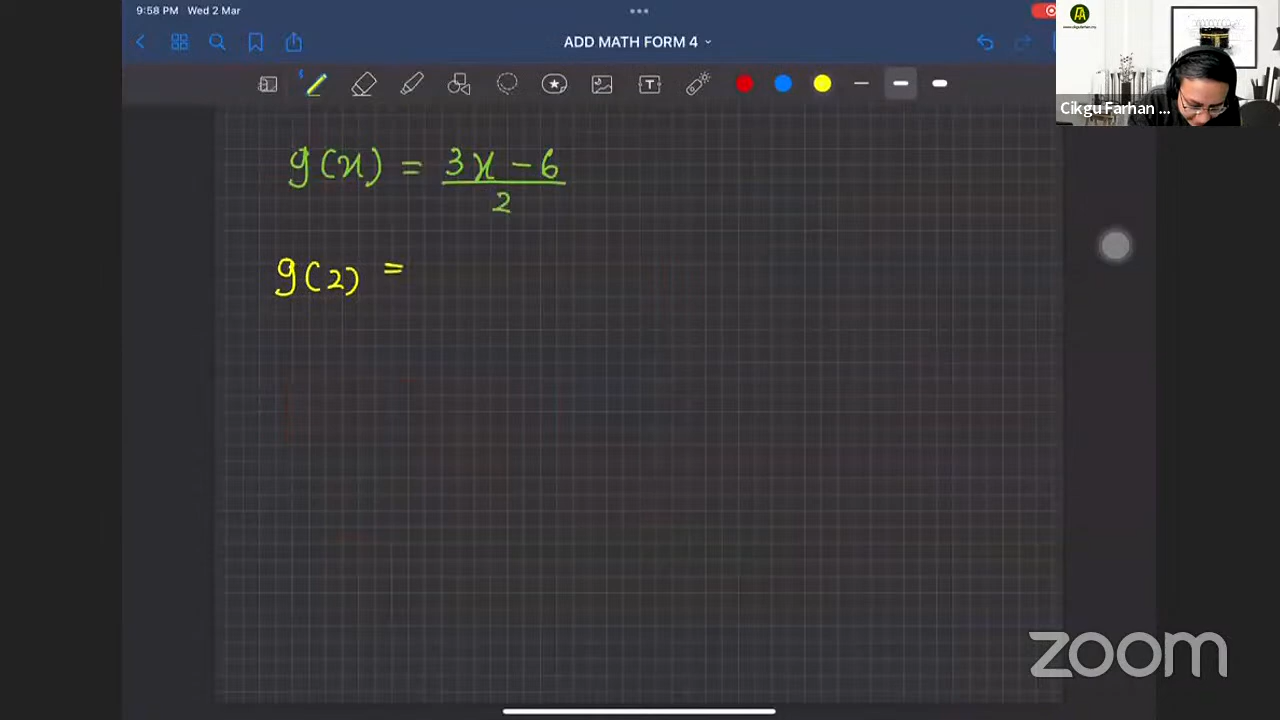 9:58 PM Wed 2 Mar
ADD MATH FORM 4
Cikgu Farhan ...
g(x) = 3x - 6
2
g(2) =
zoom